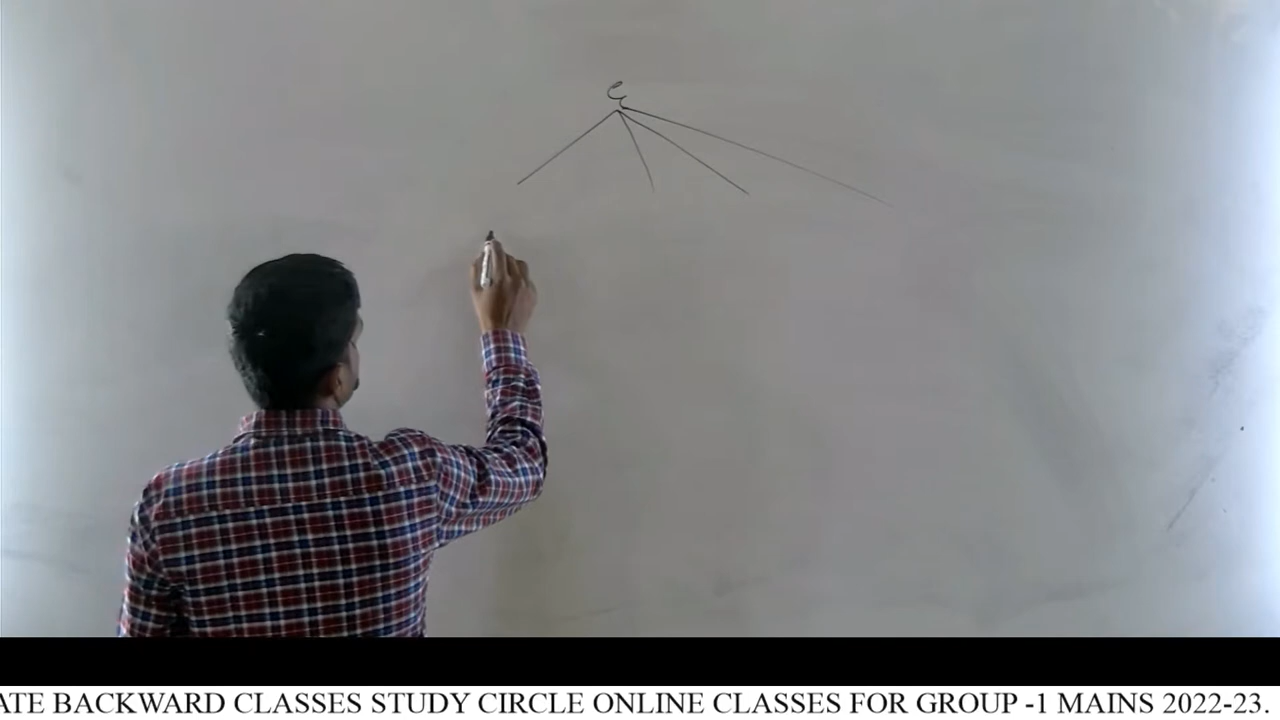 ATE BACKWARD CLASSES STUDY CIRCLE ONLINE CLASSES FOR GROUP -1 MAINS 2022-23.